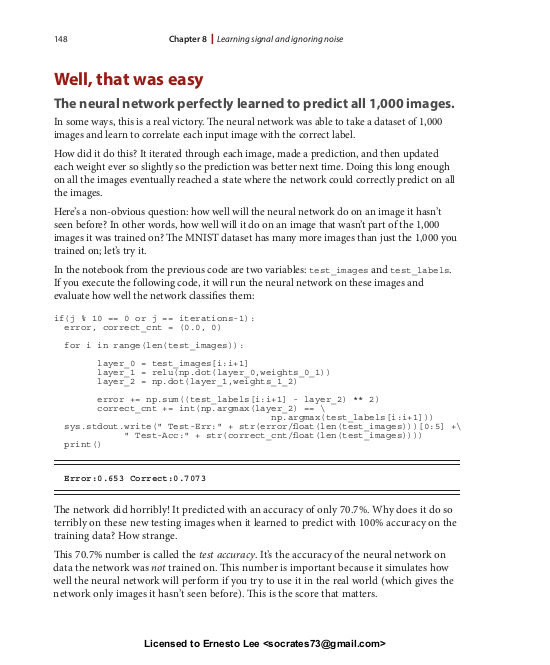 148
Chapter 8 | Learning signal and ignoring noise
Well, that was easy
The neural network perfectly learned to predict all 1,000 images.
In some ways, this is a real victory. The neural network was able to take a dataset of 1,000
images and learn to correlate each input image with the correct label.
How did it do this? It iterated through each image, made a prediction, and then updated
each weight ever so slightly so the prediction was better next time. Doing this long enough
on all the images eventually reached a state where the network could correctly predict on all
the images.
Here's a non-obvious question: how well will the neural network do on an image it hasn't
seen before? In other words, how well will it do on an image that wasn't part of the 1,000
images it was trained on? The MNIST dataset has many more images than just the 1,000 you
trained on; let's try it.
In the notebook from the previous code are two variables: test_images and test_labels.
If you execute the following code, it will run the neural network on these images and
evaluate how well the network classifies them:
if(j % 10 == 0 or j == iterations-1):
  error, correct_cnt = (0.0, 0)
  for i in range(len(test_images)):
        layer_0 = test_images[i:i+1]
        layer_1 = relu(np.dot(layer_0,weights_0_1))
        layer_2 = np.dot(layer_1,weights_1_2)
        error += np.sum((test_labels[i:i+1] - layer_2) ** 2)
        correct_cnt += int(np.argmax(layer_2) == \
                                        np.argmax(test_labels[i:i+1]))
  sys.stdout.write(" Test-Err:" + str(error/float(len(test_images)))[0:5] +\
             " Test-Acc:" + str(correct_cnt/float(len(test_images))))
  print()
Error:0.653 Correct:0.7073
The network did horribly! It predicted with an accuracy of only 70.7%. Why does it do so
terribly on these new testing images when it learned to predict with 100% accuracy on the
training data? How strange.
This 70.7% number is called the test accuracy. It's the accuracy of the neural network on
data the network was not trained on. This number is important because it simulates how
well the neural network will perform if you try to use it in the real world (which gives the
network only images it hasn't seen before). This is the score that matters.
Licensed to Ernesto Lee <socrates73@gmail.com>